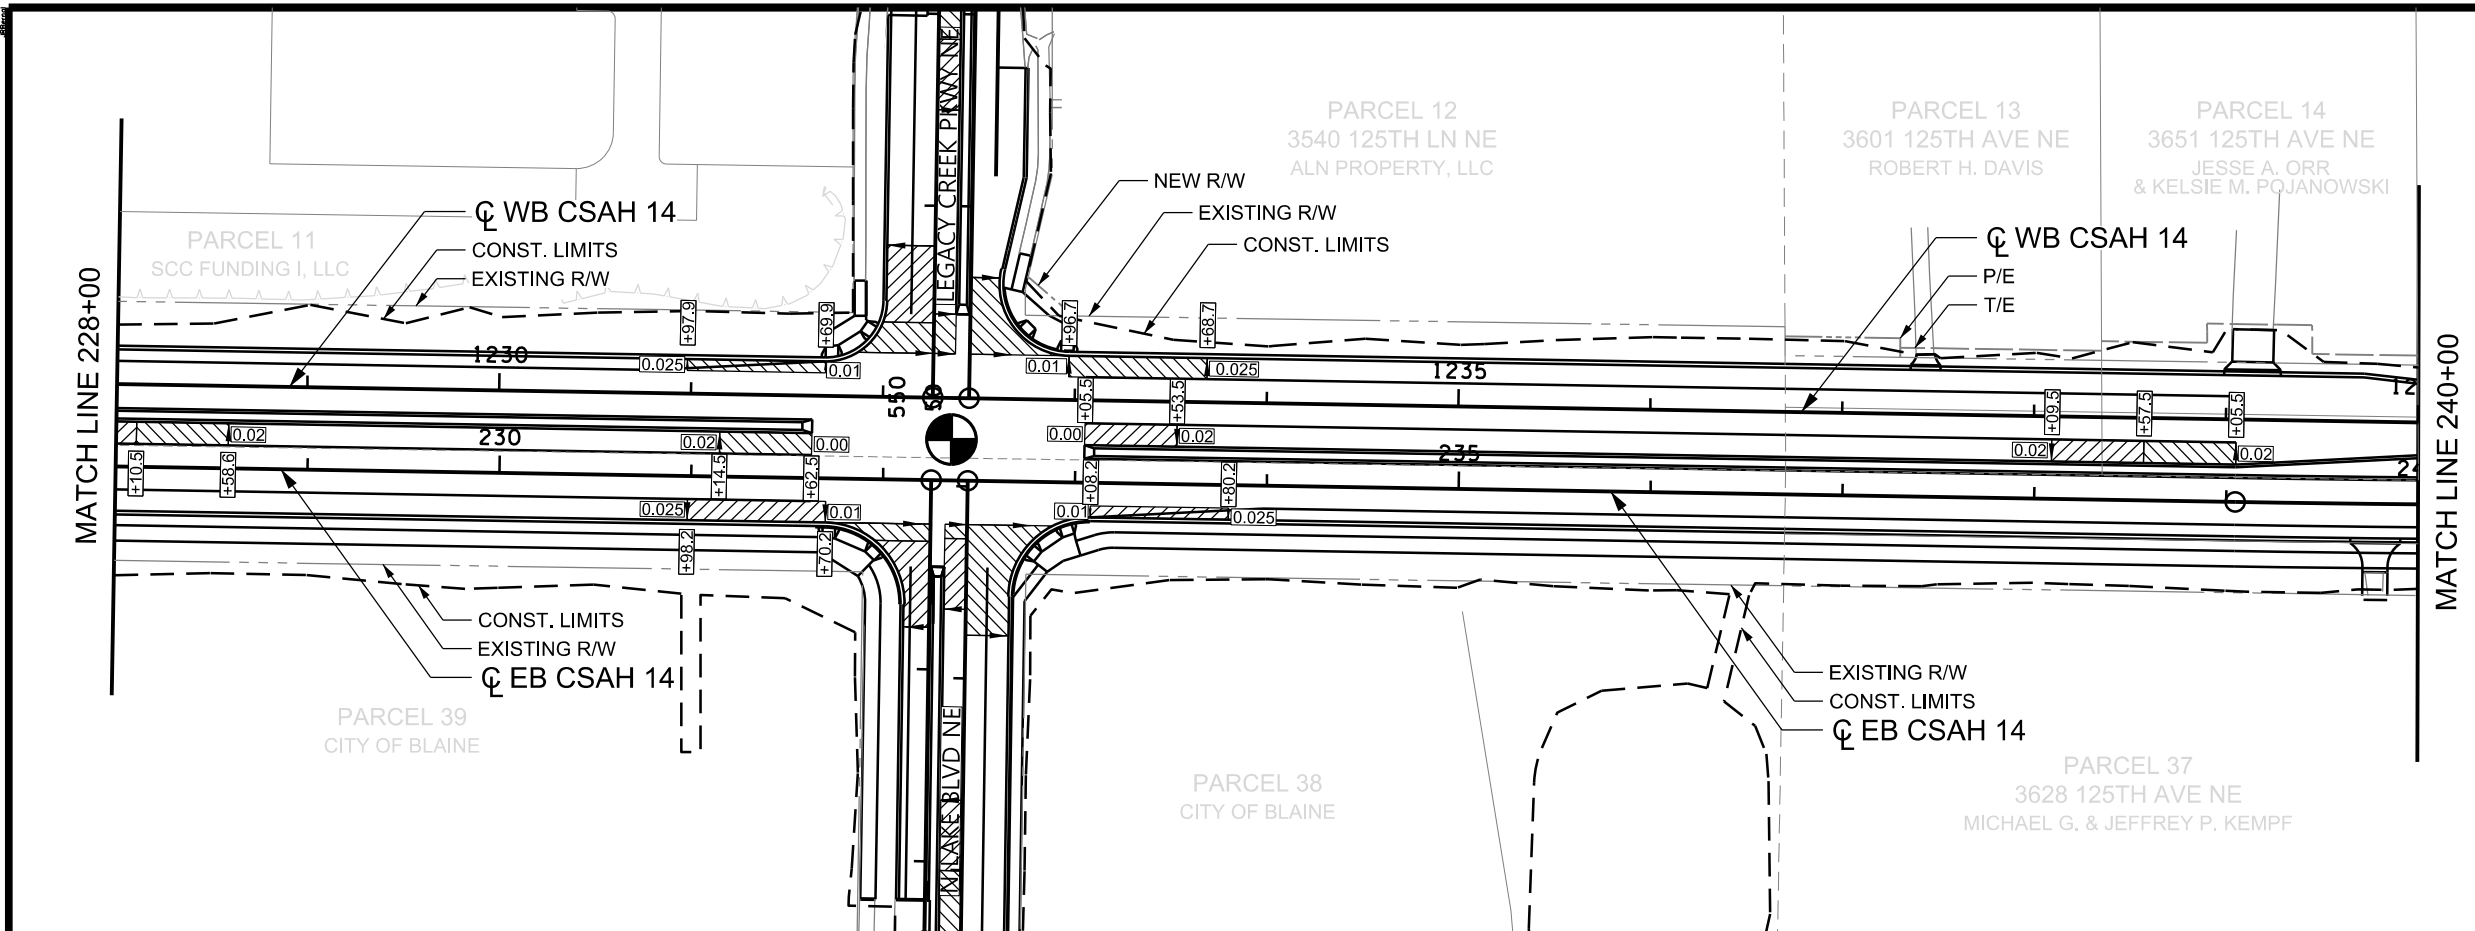 PARCEL 12
3540 125TH LN NE
ALN PROPERTY, LLC
PARCEL 13
3601 125TH AVE NE
ROBERT H. DAVIS
PARCEL 14
3651 125TH AVE NE
JESSE A. ORR
& KELSIE M. POJANOWSKI
LEGACY CREEK PKWY NE
NEW R/W
EXISTING R/W
CONST. LIMITS
℄ WB CSAH 14
CONST. LIMITS
EXISTING R/W
PARCEL 11
SCC FUNDING I, LLC
℄ WB CSAH 14
P/E
T/E
MATCH LINE 228+00
MATCH LINE 240+00
+97.9
+69.9
+96.7
+68.7
1230
0.025
0.01
0.01
0.025
1235
12
550
+05.5
+53.5
+09.5
+57.5
+05.5
0.02
230
0.02
0.00
0.00
0.02
235
0.02
0.02
24
+10.5
+58.6
+14.5
+62.5
+08.2
+80.2
0.025
0.01
0.01
0.025
+98.2
+70.2
CONST. LIMITS
EXISTING R/W
℄ EB CSAH 14
EXISTING R/W
CONST. LIMITS
℄ EB CSAH 14
PARCEL 39
CITY OF BLAINE
BLVD NE
PARCEL 38
CITY OF BLAINE
PARCEL 37
3628 125TH AVE NE
MICHAEL G. & JEFFREY P. KEMPF